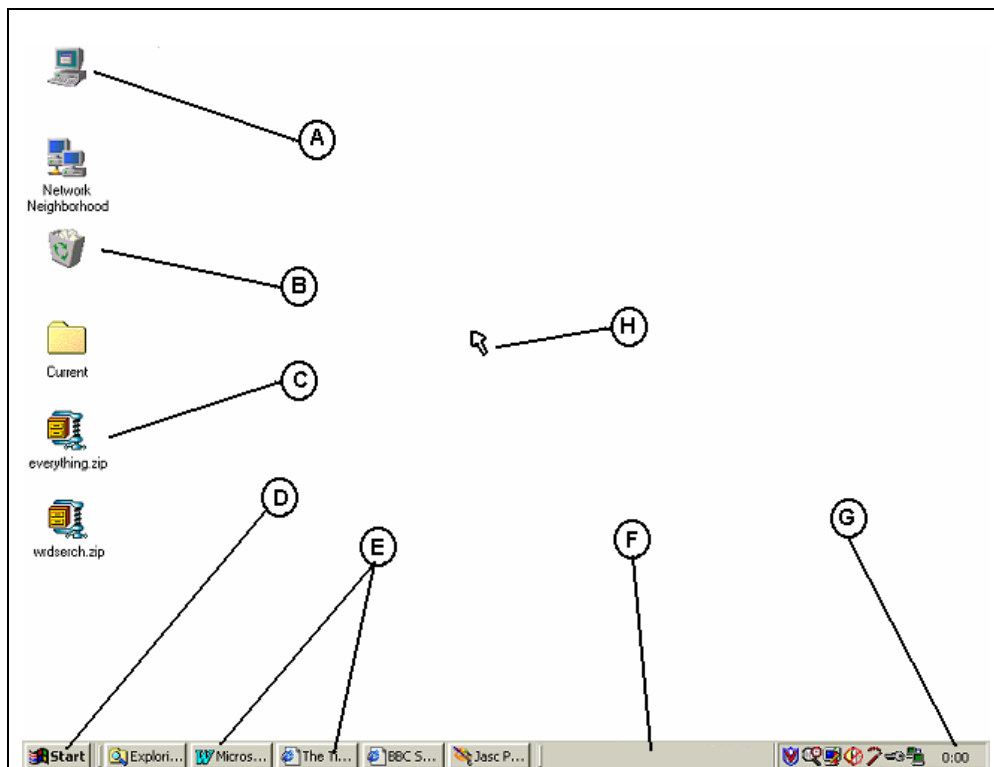 A
Network
Neighborhood
B
H
Current
C
everything.zip
D
G
wrdserch.zip
E
F
Start
Explori...
W Micros...
The Ti...
BBC S...
Jasc P...
0:00